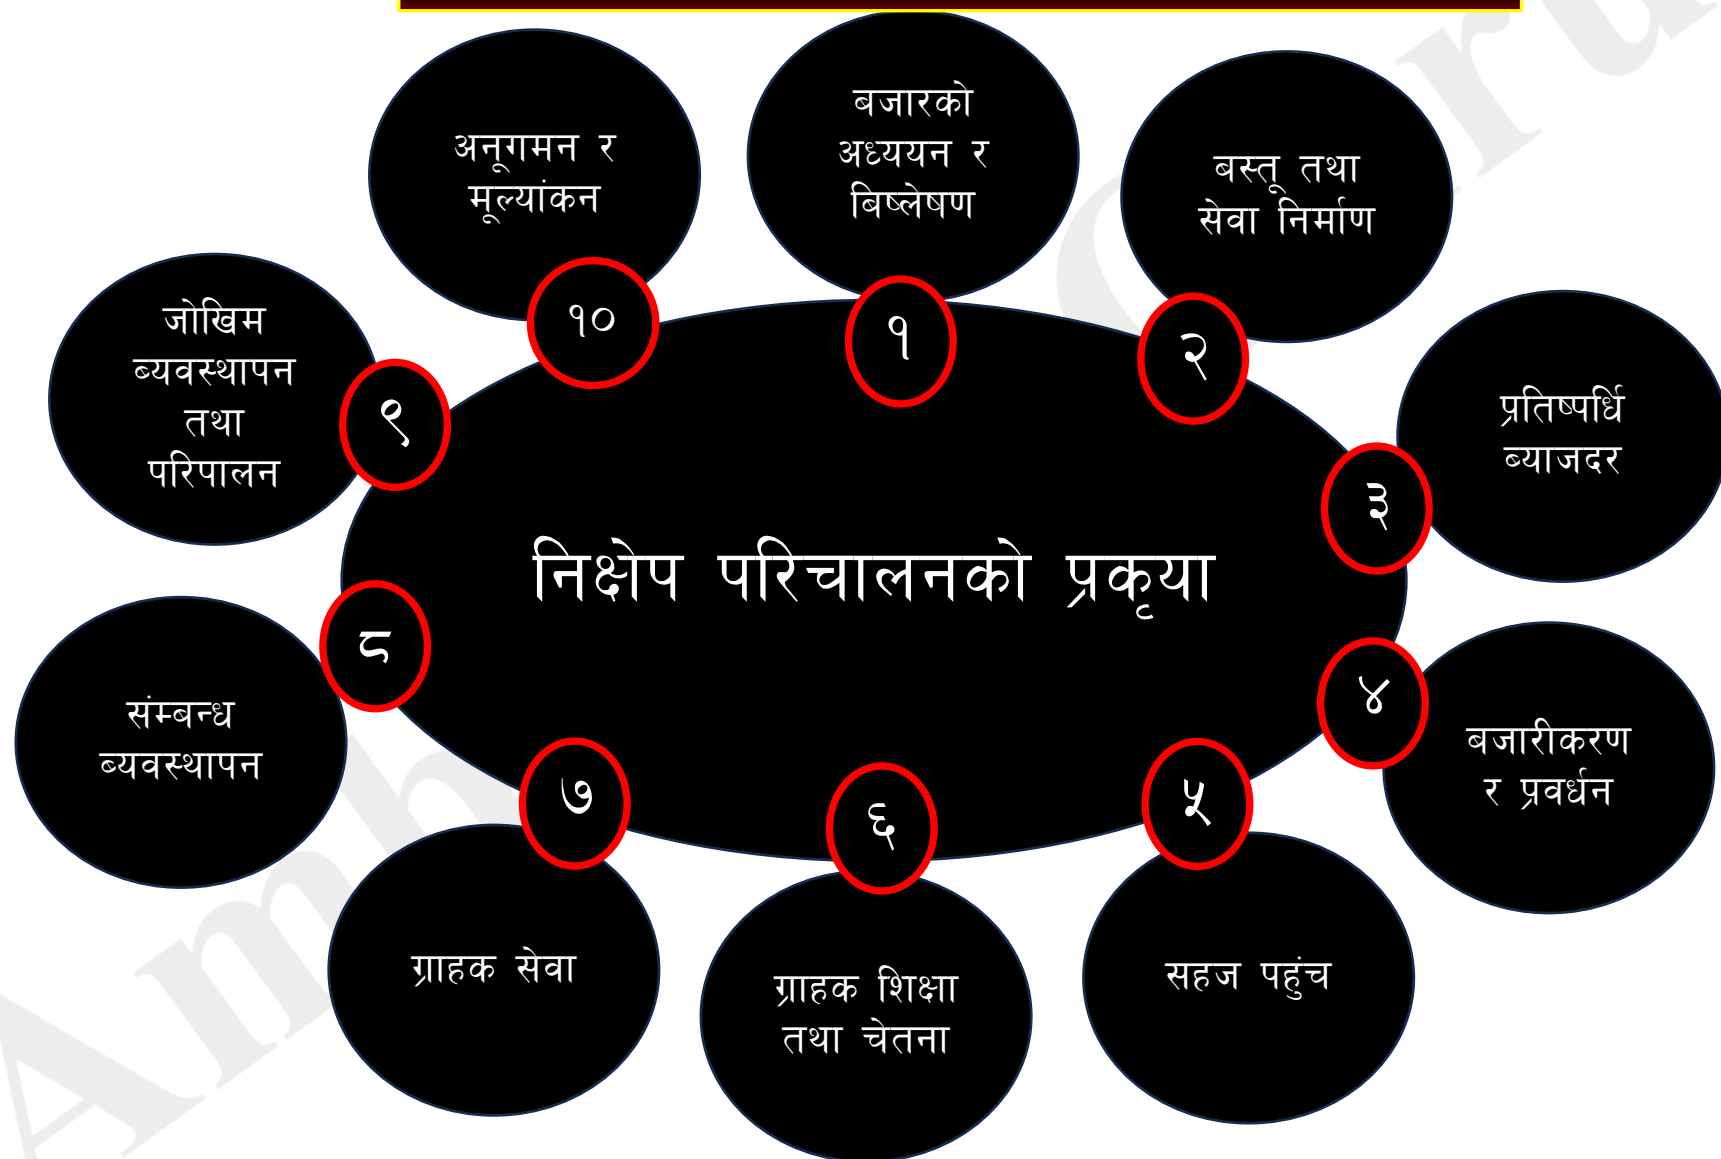 बजारको
अध्ययन र
बिष्लेषण
१
बस्तू तथा
सेवा निर्माण
२
प्रतिष्पर्धि
ब्याजदर
३
बजारीकरण
र प्रवर्धन
४
सहज पहुंच
५
ग्राहक शिक्षा
तथा चेतना
६
ग्राहक सेवा
७
संम्बन्ध
ब्यवस्थापन
८
जोखिम
ब्यवस्थापन
तथा
परिपालन
९
अनूगमन र
मूल्यांकन
१०
निक्षेप परिचालनको प्रकृया